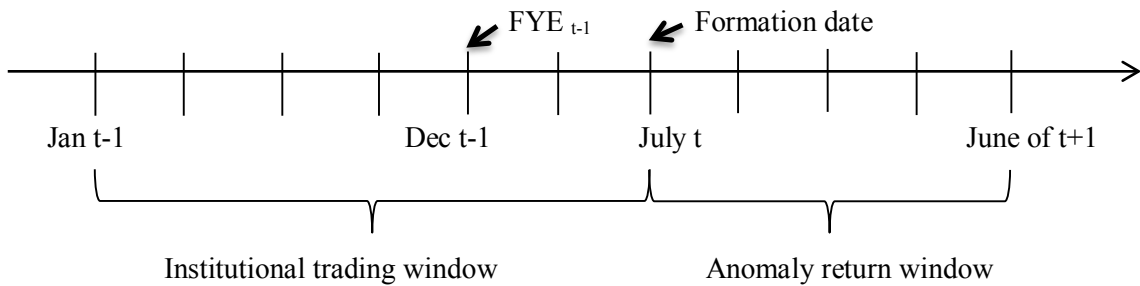 FYE t-1
Formation date
Jan t-1
Dec t-1
July t
June of t+1
Institutional trading window
Anomaly return window